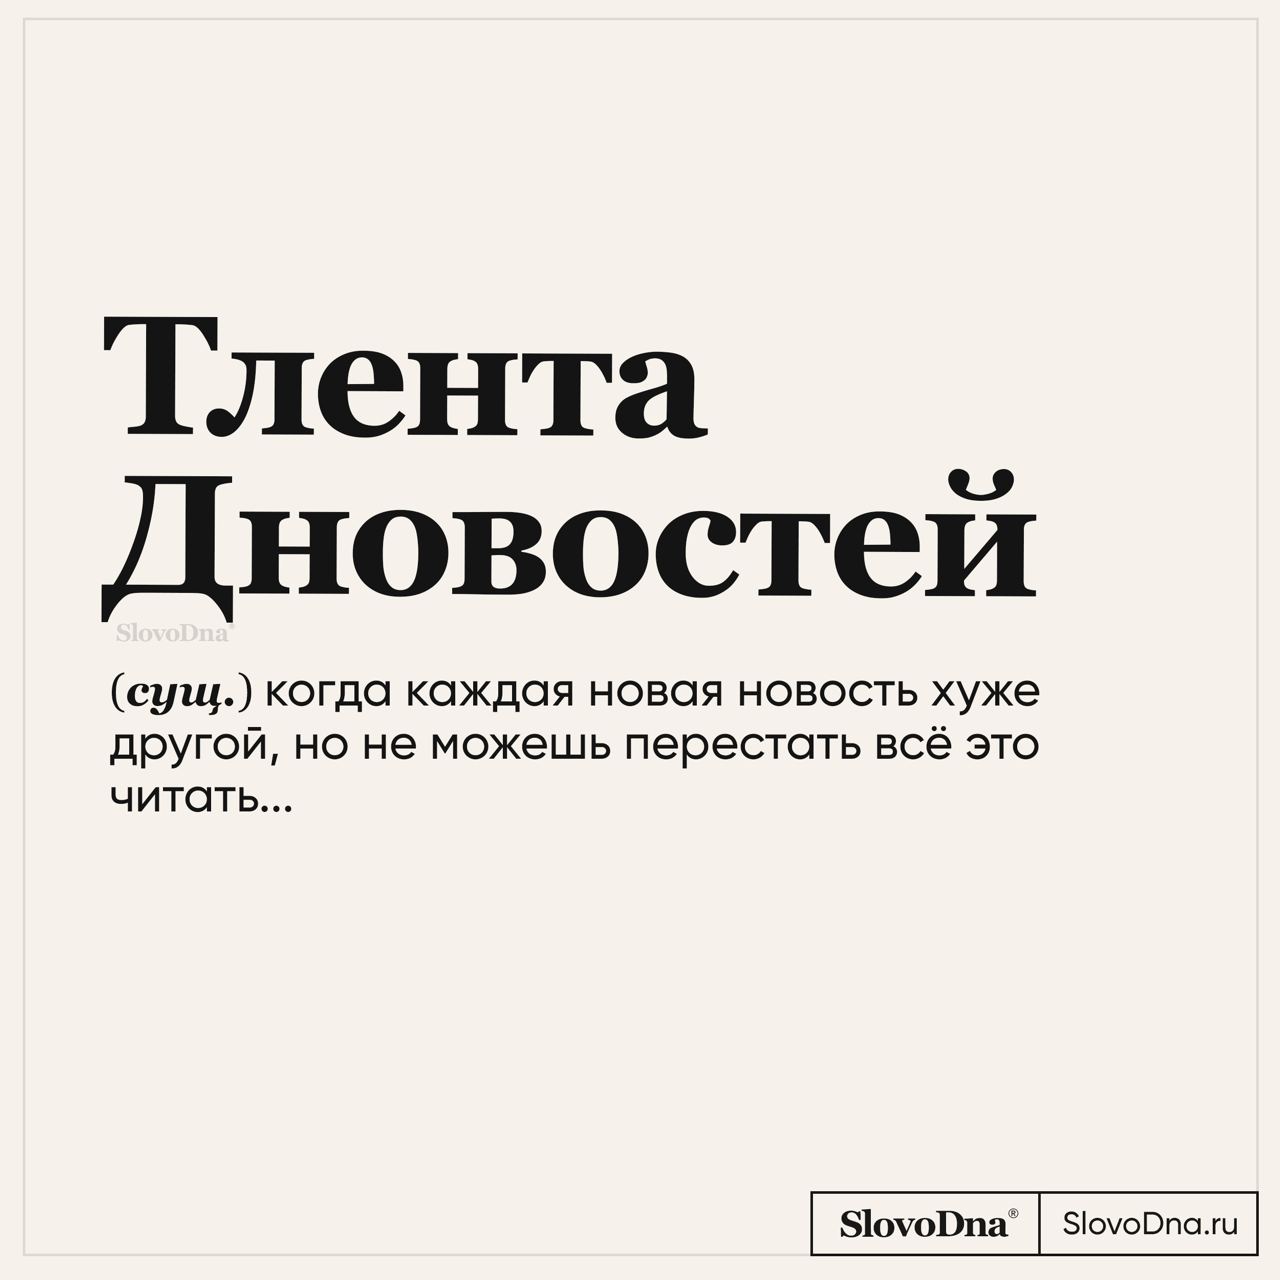 Тлента
Дновостей
SlovoDna®
(сущ.) когда каждая новая новость хуже
другой, но не можешь перестать всё это
читать...
SlovoDna® SlovoDna.ru